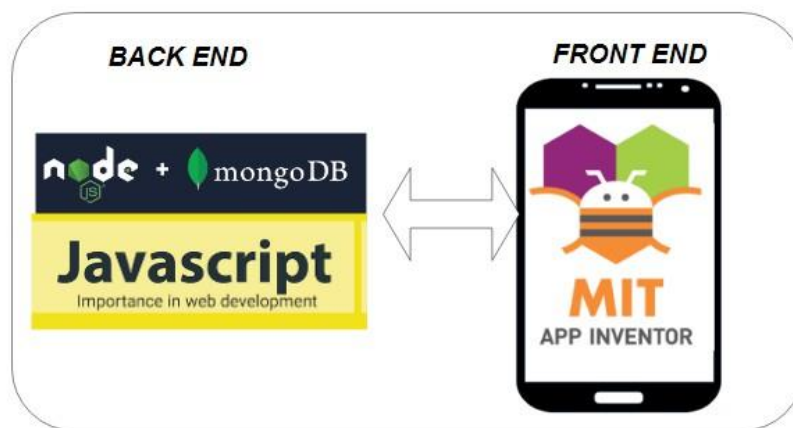 BACK END
FRONT END
node + mongoDB
JS
Javascript
Importance in web development
MIT
APP INVENTOR